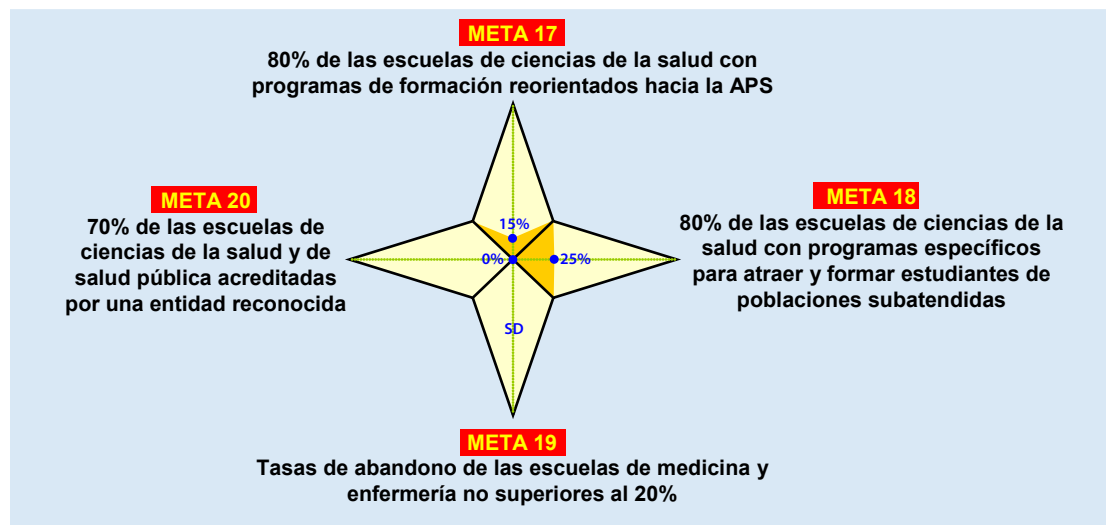 META 17
80% de las escuelas de ciencias de la salud con
programas de formación reorientados hacia la APS
META 20
70% de las escuelas de
ciencias de la salud y de
salud pública acreditadas
por una entidad reconocida
META 18
80% de las escuelas de ciencias de la
salud con programas específicos
para atraer y formar estudiantes de
poblaciones subatendidas
15%
0%
25%
SD
META 19
Tasas de abandono de las escuelas de medicina y
enfermería no superiores al 20%